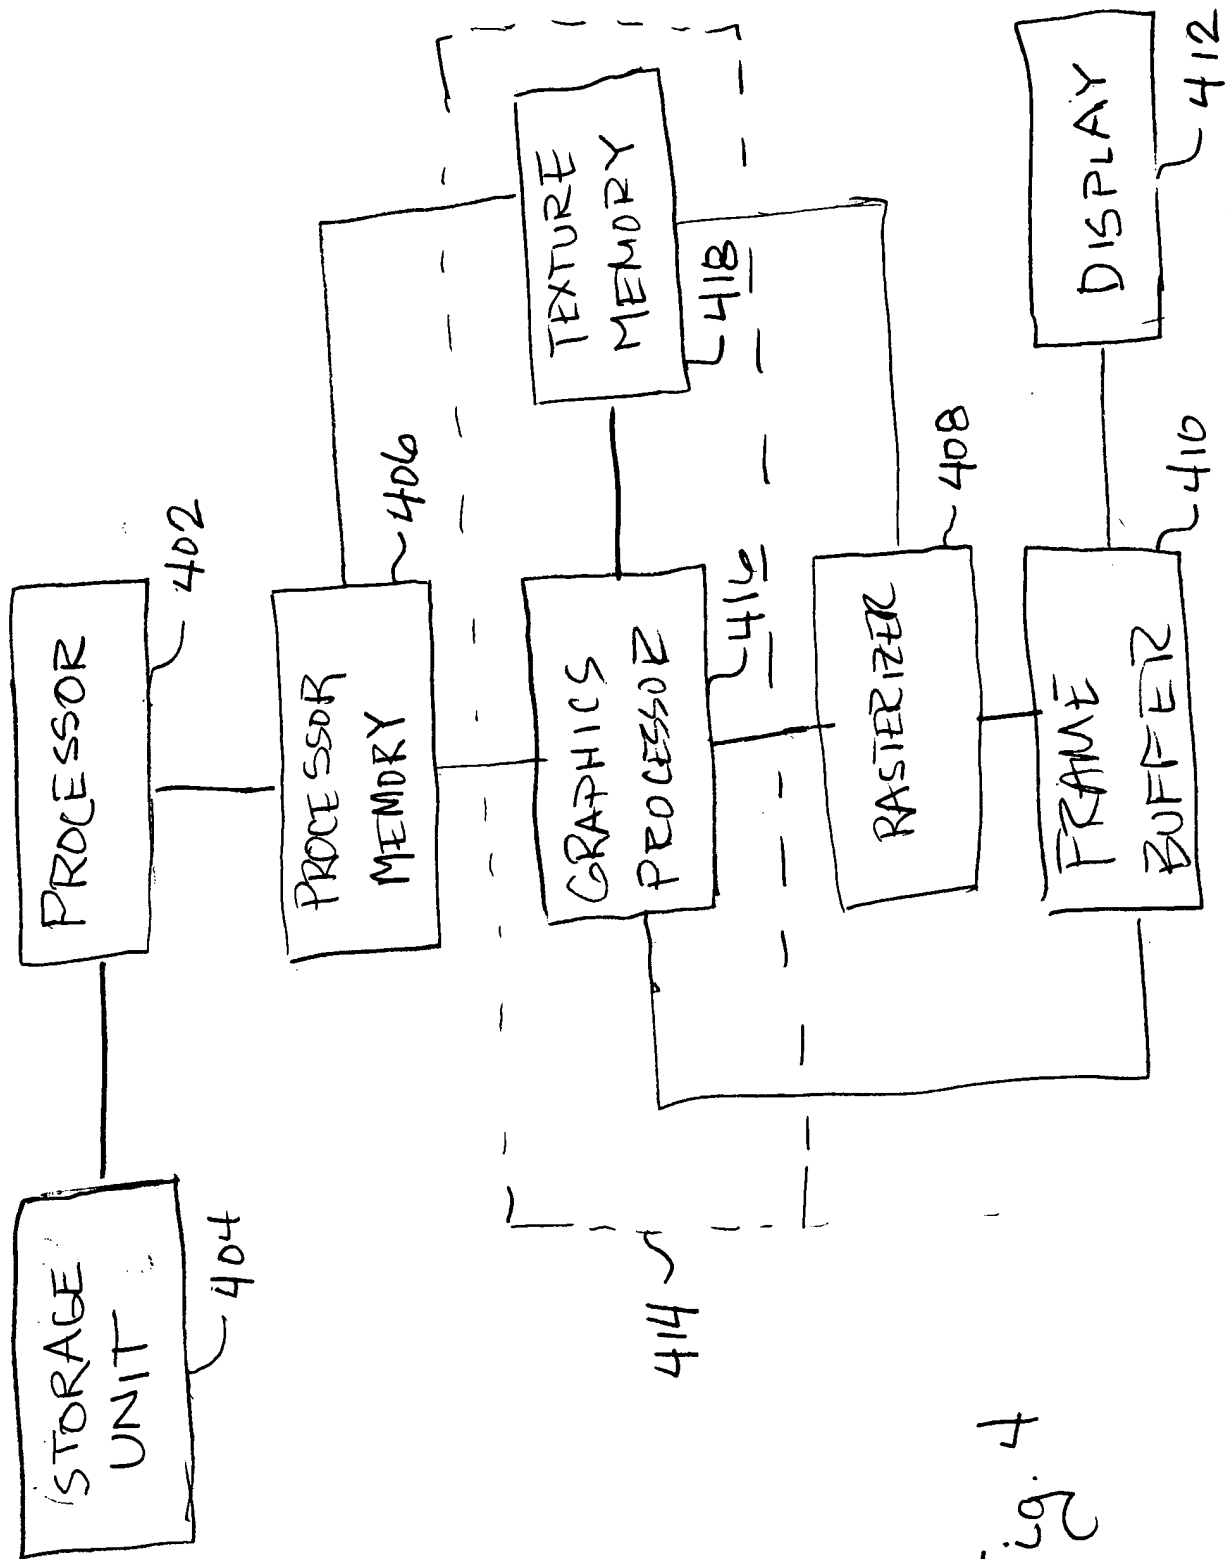 STORAGE
UNIT
404
PROCESSOR
402
PROCESSOR
MEMORY
406
GRAPHICS
PROCESSOR
416
TEXTURE
MEMORY
418
414
RASTERIZER
408
FRAME
BUFFER
410
DISPLAY
412
ig. 4